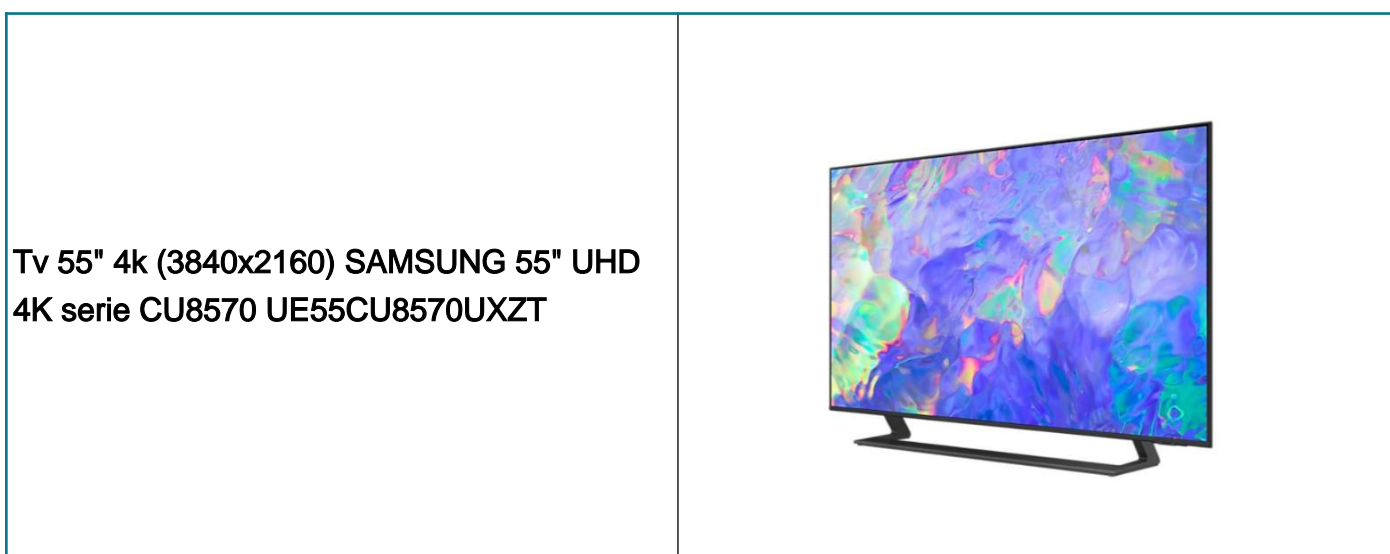 Tv 55" 4k (3840x2160) SAMSUNG 55" UHD
4K serie CU8570 UE55CU8570UXZT